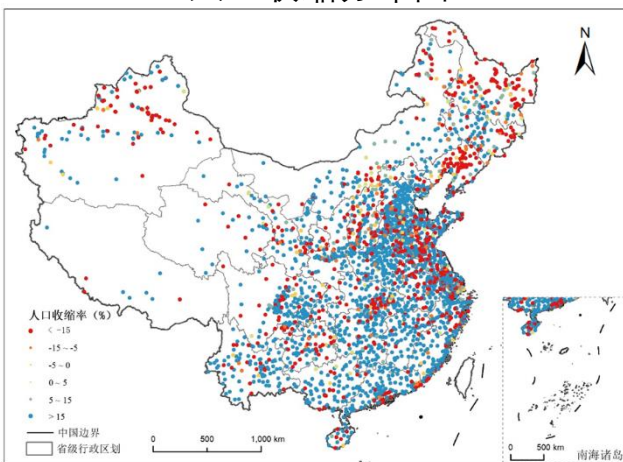 N
人口收缩率（%）
< -15
-15 ~ -5
-5 ~ 0
0 ~ 5
5 ~ 15
> 15
中国边界
省级行政区划
0 500 1,000 km
0 500 km
南海诸岛